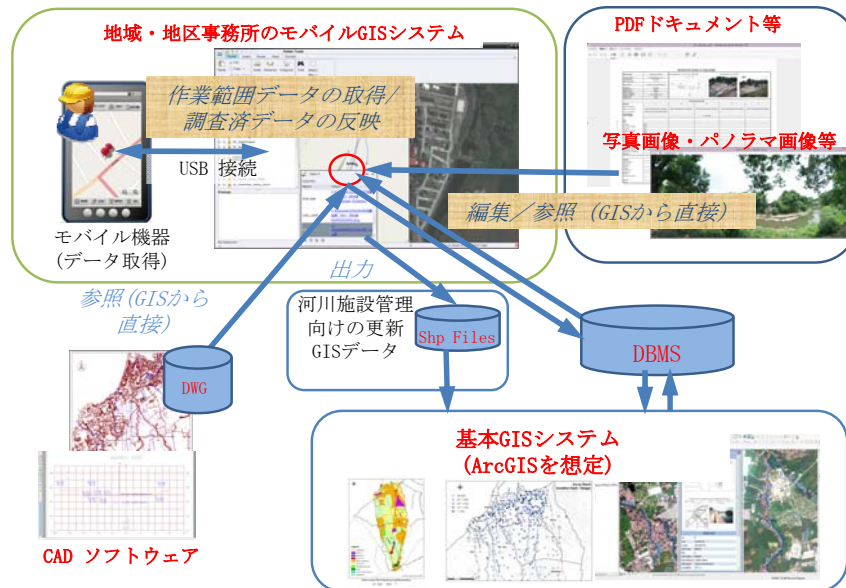 地域・地区事務所のモバイルGISシステム
PDFドキュメント等
作業範囲データの取得/
調査済データの反映
USB 接続
写真画像・パノラマ画像等
編集／参照 (GISから直接)
モバイル機器
(データ取得)
参照(GISから
直接)
出力
河川施設管理
向けの更新
GISデータ
Shp Files
DBMS
DWG
基本GISシステム
(ArcGISを想定)
CAD ソフトウェア